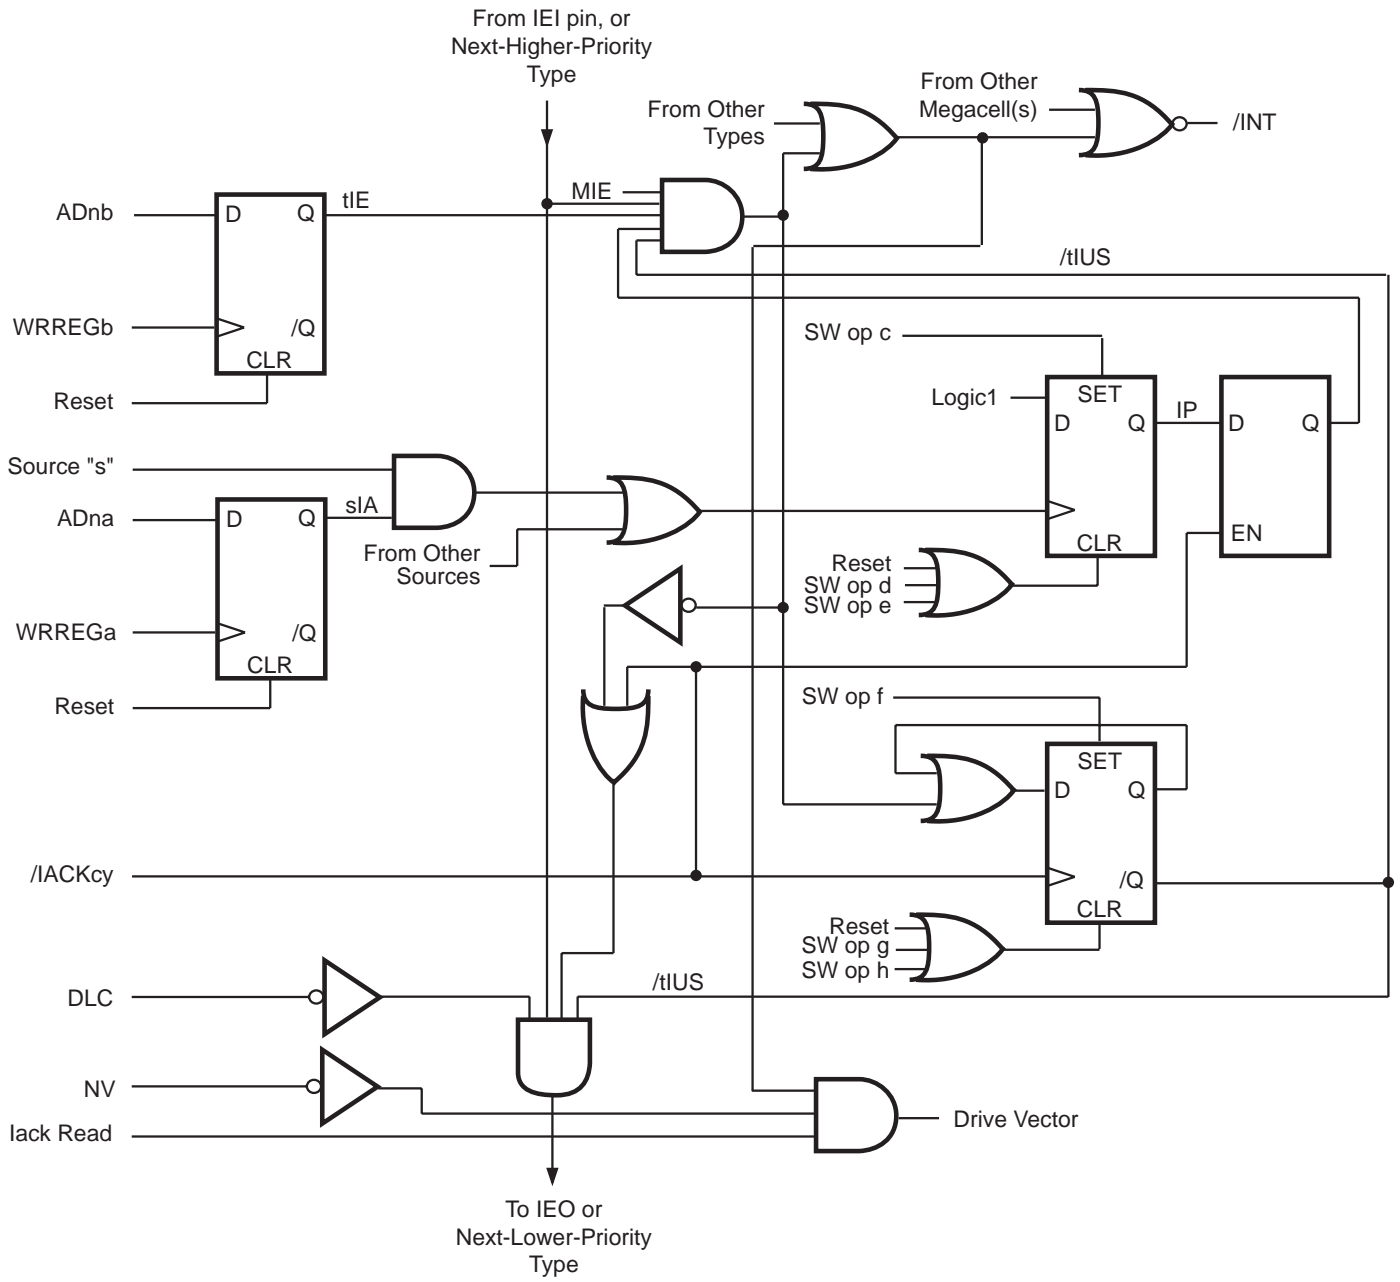 From IEI pin, or
Next-Higher-Priority
Type
From Other
Types
From Other
Megacell(s)
/INT
MIE
ADnb
D
Q
tIE
/tIUS
WRREGb
/Q
CLR
Reset
SW op c
Logic1
SET
D
Q
IP
D
Q
Source "s"
ADna
D
Q
sIA
From Other
Sources
CLR
EN
Reset
SW op d
SW op e
WRREGa
/Q
CLR
Reset
SW op f
SET
D
Q
/IACKcy
/Q
CLR
Reset
SW op g
SW op h
DLC
/tIUS
NV
Iack Read
Drive Vector
To IEO or
Next-Lower-Priority
Type